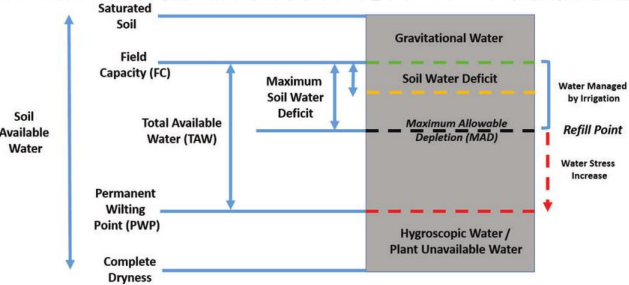 Saturated
Soil
Gravitational Water
Field
Capacity (FC)
Soil Water Deficit
Maximum
Soil Water
Deficit
Water Managed
by Irrigation
Soil
Available
Water
Total Available
Water (TAW)
Maximum Allowable
Depletion (MAD)
Refill Point
Water Stress
Increase
Permanent
Wilting
Point (PWP)
Hygroscopic Water /
Plant Unavailable Water
Complete
Dryness